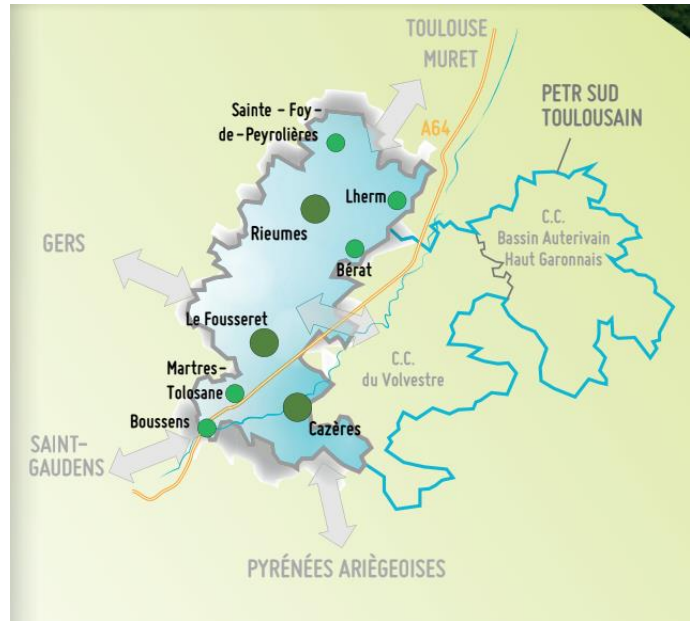 TOULOUSE
MURET
A64
PETR SUD
TOULOUSAIN
Sainte - Foy -
de - Peyrolières
Lherm
Rieumes
C.C.
Bassin Auterivain
Haut Garonnais
GERS
Bérat
Le Fousseret
Martres-
Tolosane
C.C.
du Volvestre
Boussens
Cazères
SAINT-
GAUDENS
PYRÉNÉES ARIÉGEOISES